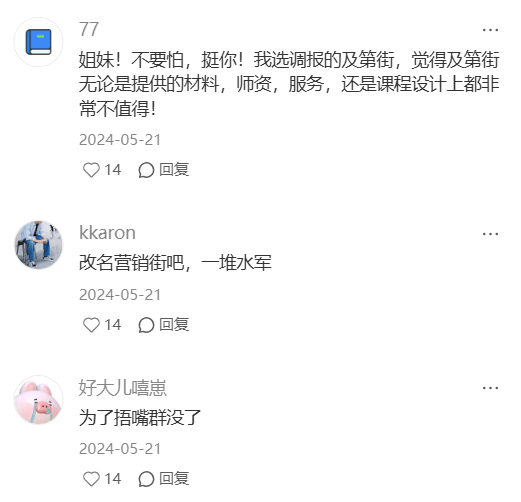 77
姐妹！不要怕，挺你！我选调报的及第街，觉得及第街
无论是提供的材料，师资，服务，还是课程设计上都非
常不值得！
2024-05-21
14 回复
kkaron
改名营销街吧，一堆水军
2024-05-21
14 回复
好大儿嘻崽
为了捂嘴群没了
2024-05-21
14 回复